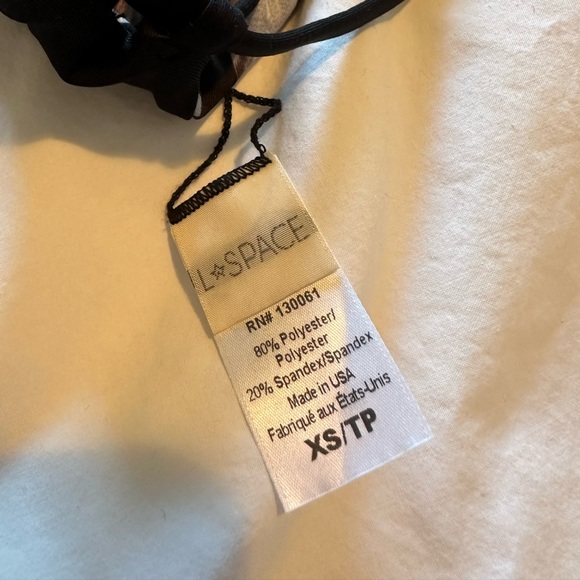 L☆SPACE
RN# 130061
80% Polyester/
Polyester
20% Spandex/Spandex
Made in USA
Fabriqué aux États-Unis
XS/TP